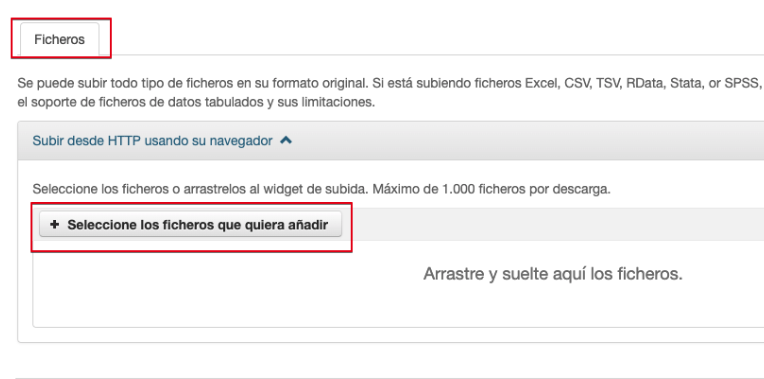 Ficheros
Se puede subir todo tipo de ficheros en su formato original. Si está subiendo ficheros Excel, CSV, TSV, RData, Stata, or SPSS,
el soporte de ficheros de datos tabulados y sus limitaciones.
Subir desde HTTP usando su navegador
Seleccione los ficheros o arrastrelos al widget de subida. Máximo de 1.000 ficheros por descarga.
+ Seleccione los ficheros que quiera añadir
Arrastre y suelte aquí los ficheros.